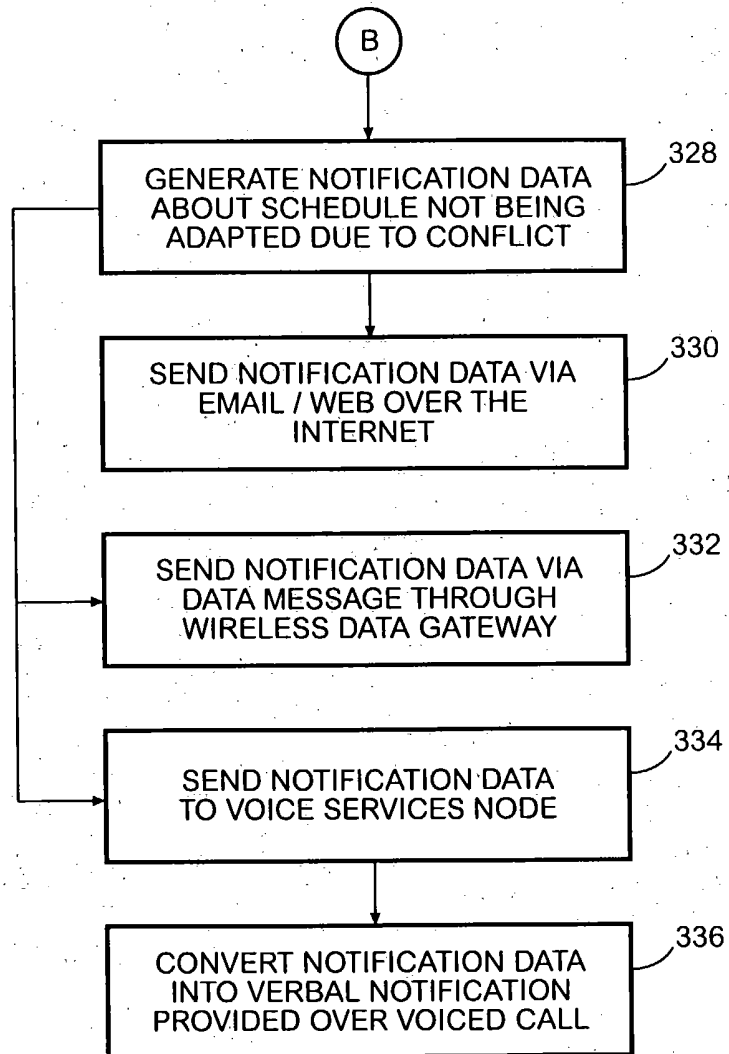 B
328
GENERATE NOTIFICATION DATA
ABOUT SCHEDULE NOT BEING
ADAPTED DUE TO CONFLICT
330
SEND NOTIFICATION DATA VIA
EMAIL / WEB OVER THE
INTERNET
332
SEND NOTIFICATION DATA VIA
DATA MESSAGE THROUGH
WIRELESS DATA GATEWAY
334
SEND NOTIFICATION DATA
TO VOICE SERVICES NODE
336
CONVERT NOTIFICATION DATA
INTO VERBAL NOTIFICATION
PROVIDED OVER VOICED CALL